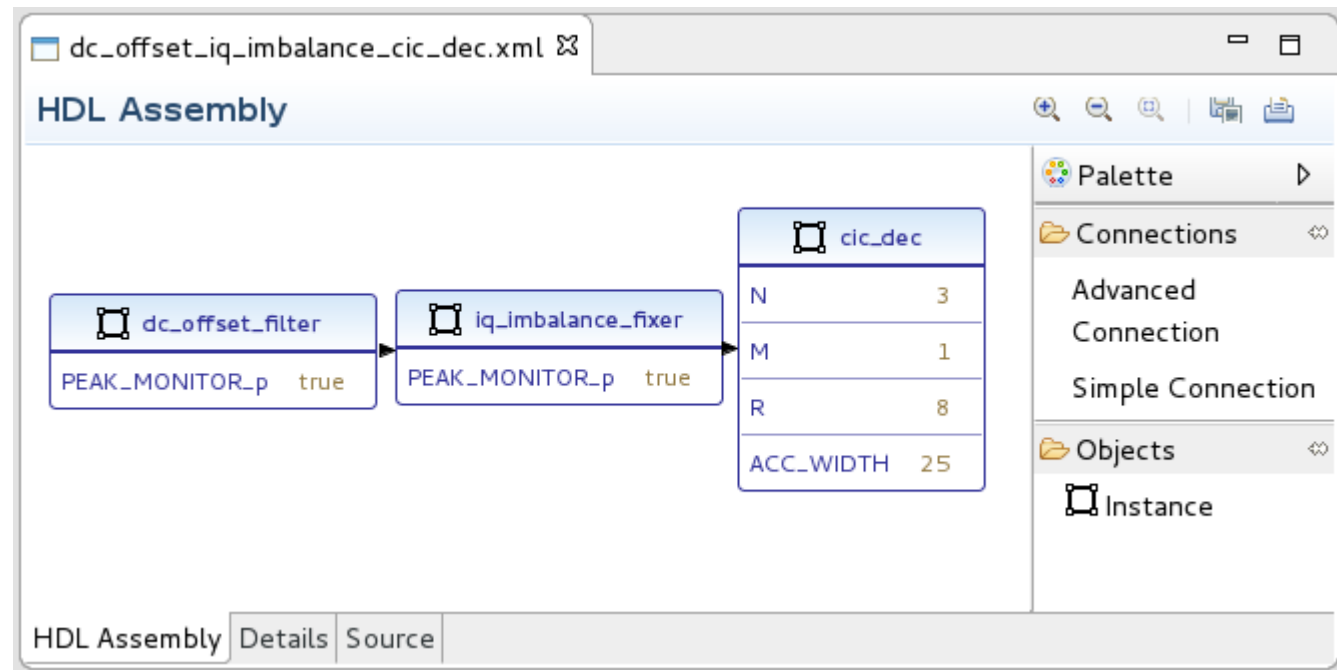 dc_offset_iq_imbalance_cic_dec.xml
HDL Assembly
dc_offset_filter
PEAK_MONITOR_p true
iq_imbalance_fixer
PEAK_MONITOR_p true
cic_dec
N 3
M 1
R 8
ACC_WIDTH 25
Palette
Connections
Advanced
Connection
Simple Connection
Objects
Instance
HDL Assembly Details Source